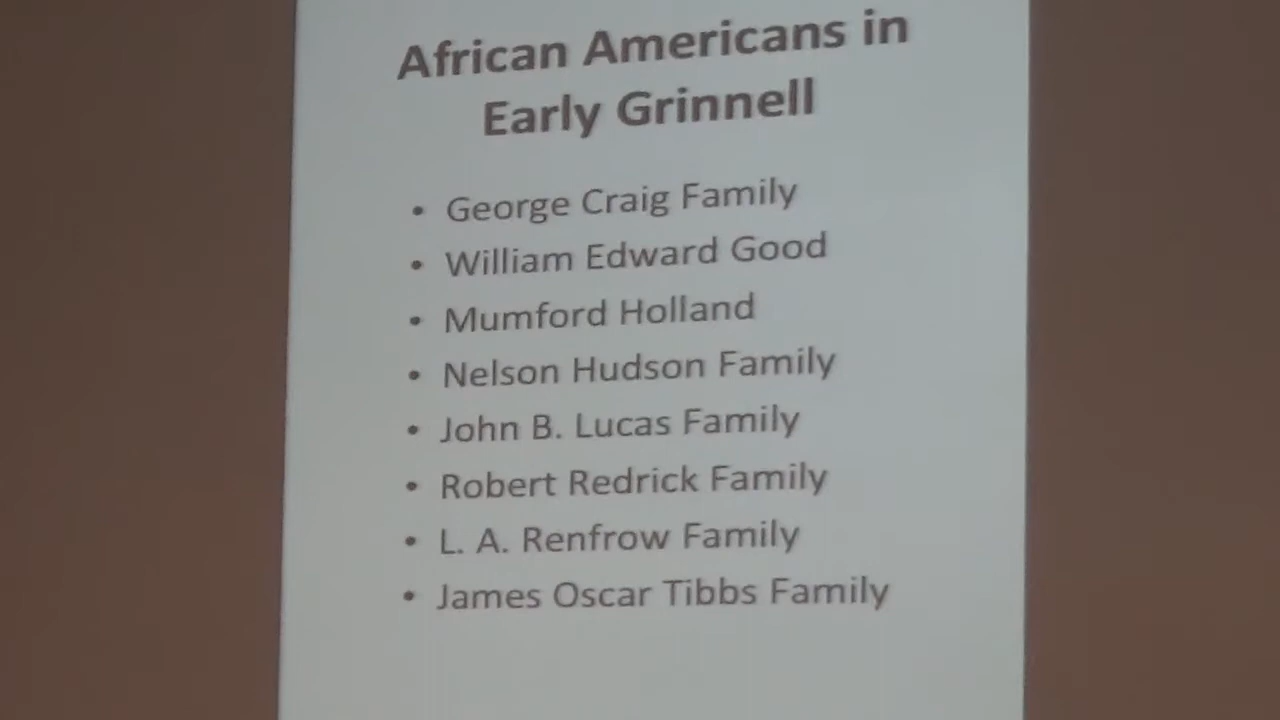 African Americans in
Early Grinnell
• George Craig Family
• William Edward Good
• Mumford Holland
• Nelson Hudson Family
• John B. Lucas Family
• Robert Redrick Family
• L. A. Renfrow Family
• James Oscar Tibbs Family